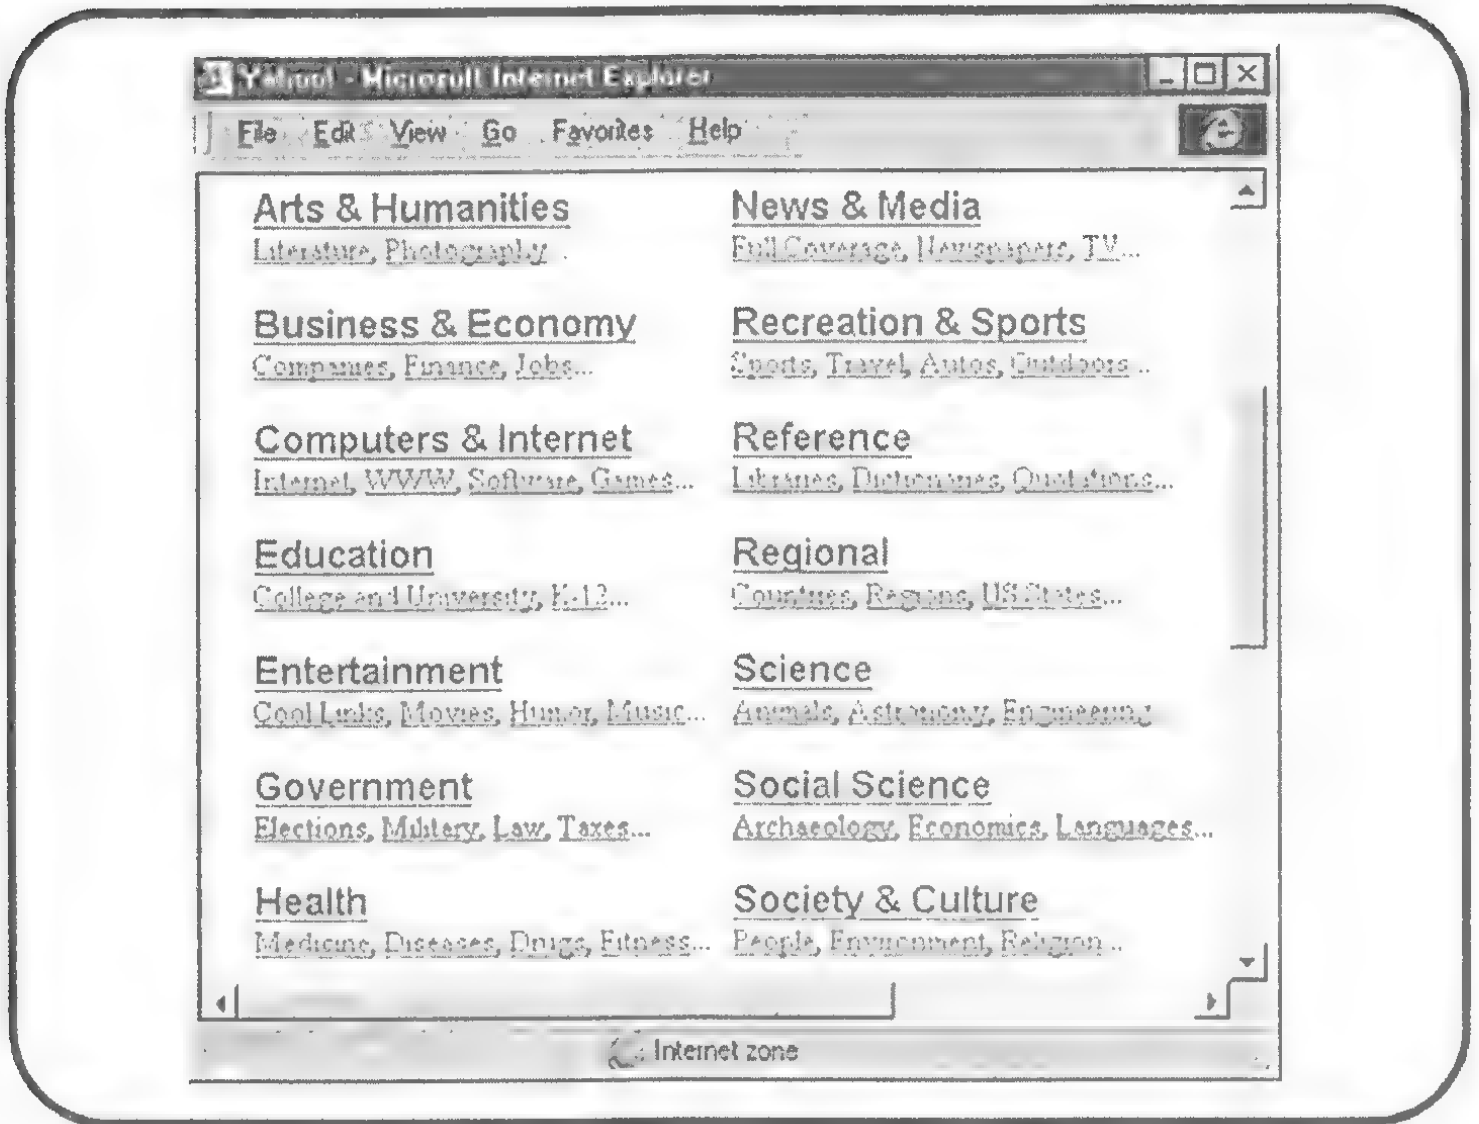 Yahoo! - Microsoft Internet Explorer
File Edit View Go Favorites Help
Arts & Humanities
Literature, Photography...
Business & Economy
Companies, Finance, Jobs...
Computers & Internet
Internet, WWW, Software, Games...
Education
College and University, K-12...
Entertainment
Cool Links, Movies, Humor, Music...
Government
Elections, Military, Law, Taxes...
Health
Medicine, Diseases, Drugs, Fitness...
News & Media
Full Coverage, Newspapers, TV...
Recreation & Sports
Sports, Travel, Autos, Outdoors...
Reference
Libraries, Dictionaries, Quotations...
Regional
Countries, Regions, US States...
Science
Animals, Astronomy, Engineering...
Social Science
Archaeology, Economics, Languages...
Society & Culture
People, Environment, Religion...
Internet zone